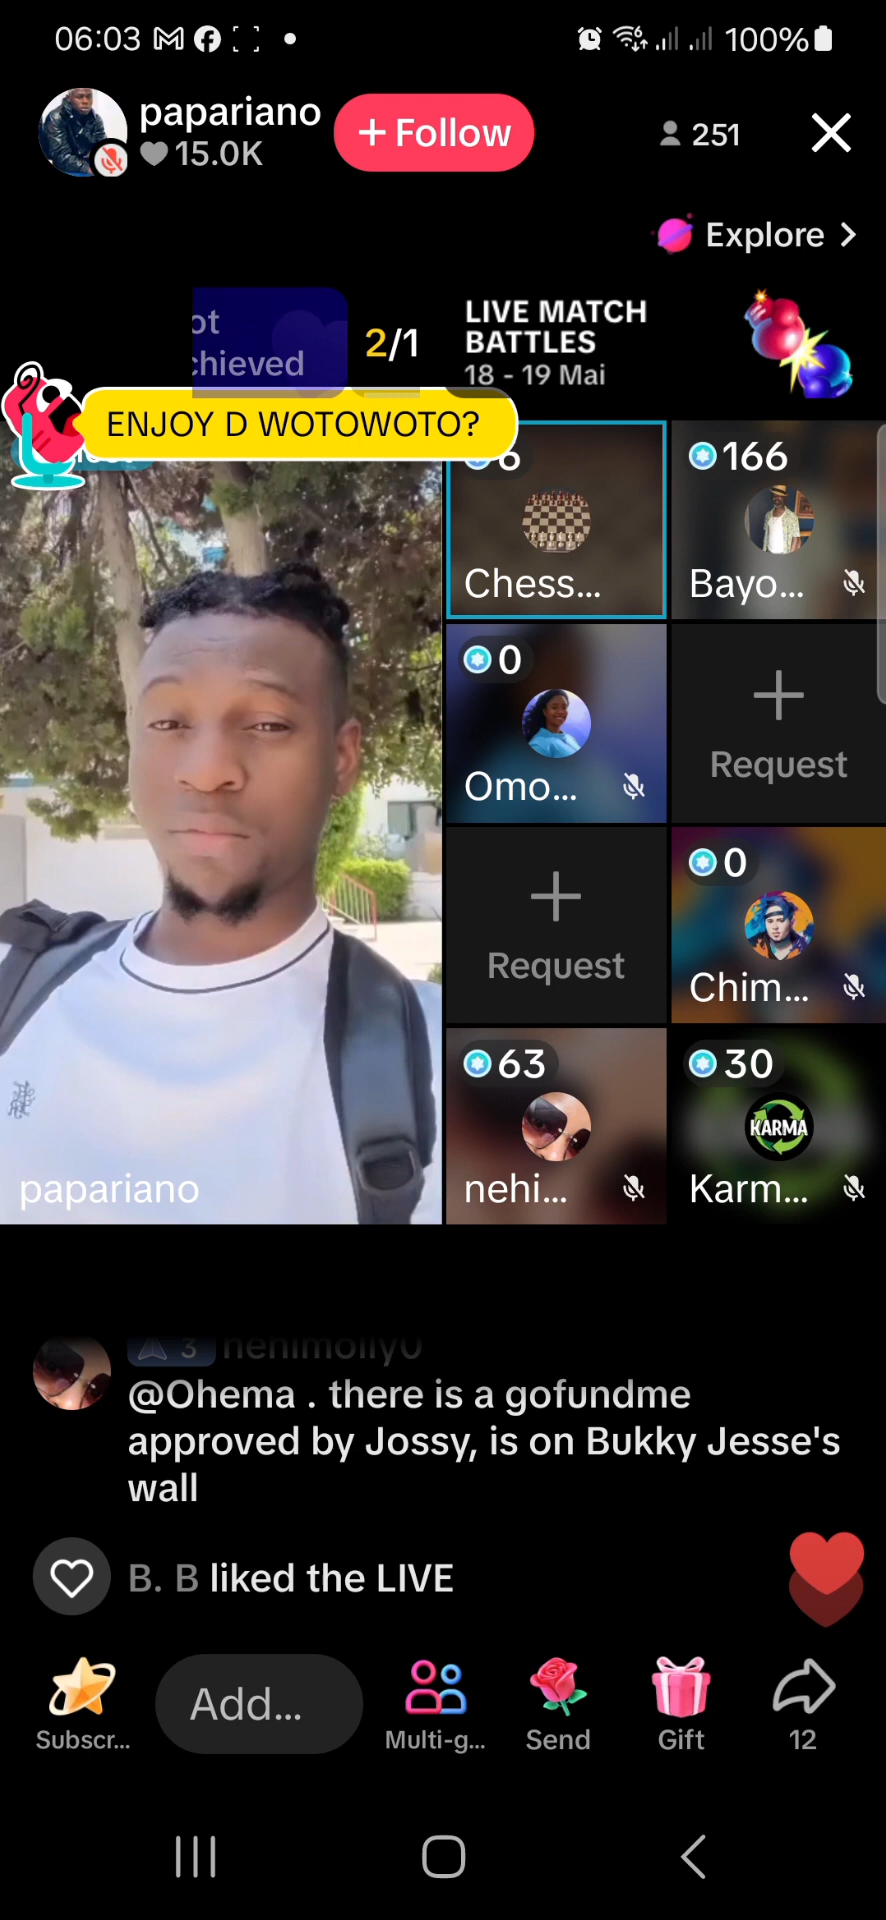 06:03
100%
papariano
15.0K
+ Follow
251
Explore
ot
chieved
2/1
LIVE MATCH
BATTLES
18 - 19 Mai
ENJOY D WOTOWOTO?
6
Chess...
166
Bayo...
0
Omo...
Request
Request
0
Chim...
63
nehi...
30
KARMA
Karm...
papariano
3 nehimolly0
@Ohema . there is a gofundme
approved by Jossy, is on Bukky Jesse's
wall
B. B liked the LIVE
Add...
Subscr...
Multi-g...
Send
Gift
12